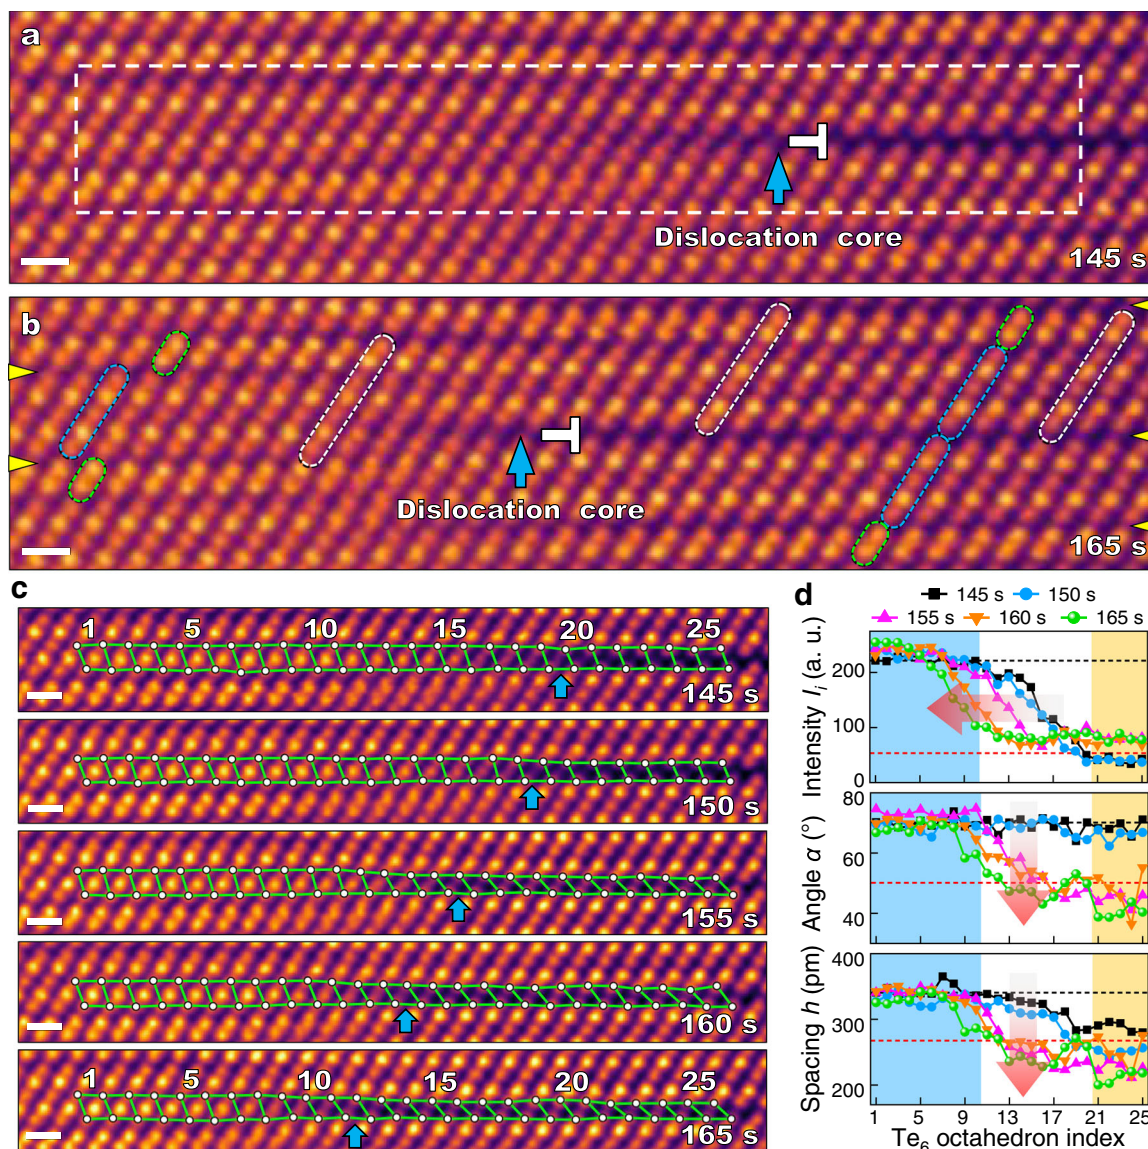 a
Dislocation core
145 s
b
Dislocation core
165 s
c
1 5 10 15 20 25
145 s
150 s
155 s
160 s
1 5 10 15 20 25
165 s
d
145 s 150 s
155 s 160 s 165 s
Intensity Iᵢ (a. u.)
200
100
0
Angle α (°)
80
60
40
Spacing h (pm)
400
300
200
1 5 9 13 17 21 25
Te₆ octahedron index